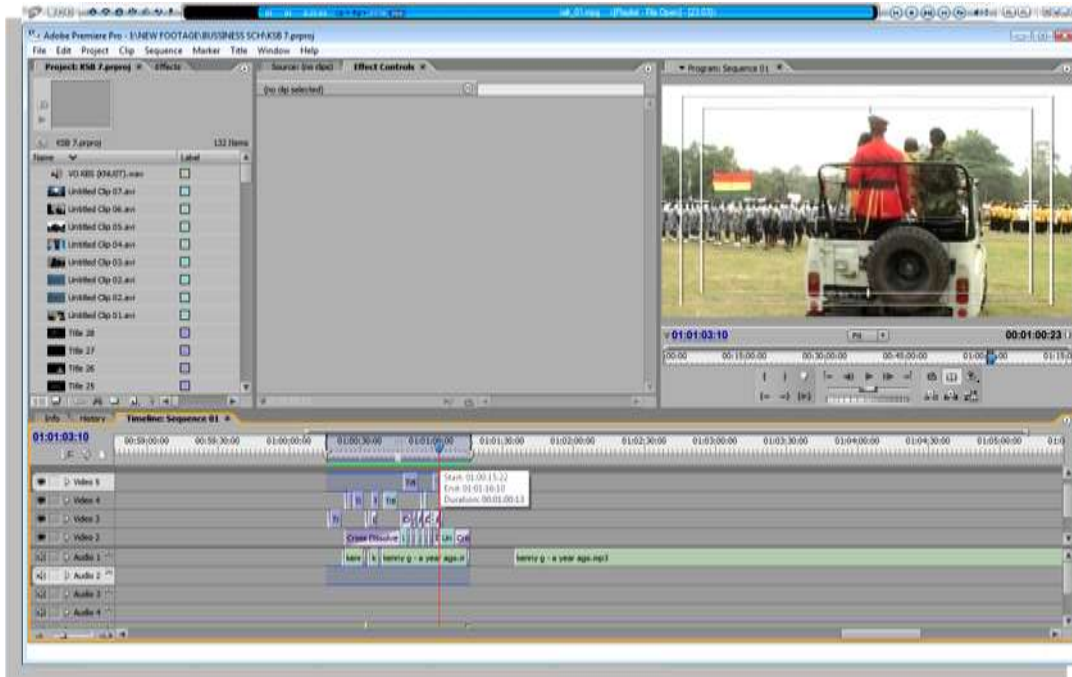 Adobe Premiere Pro - I:\NEW FOOTAGE\BUSSINESS SCH\KSB 7.prproj
File Edit Project Clip Sequence Marker Title Window Help
Project: KSB 7.prproj Effects
Source: (no clips) Effect Controls
Program: Sequence 01
(no clip selected)
KSB 7.prproj 132 Items
Name Label
Untitled Clip 07.avi
Untitled Clip 06.avi
Untitled Clip 05.avi
Untitled Clip 04.avi
Untitled Clip 03.avi
Untitled Clip 02.avi
Untitled Clip 01.avi
Title 28
Title 27
Title 26
Title 25
01:01:03:10 Fit 00:01:00:23
00:00 00:15:00:00 00:30:00:00 00:45:00:00
Info History Timeline: Sequence 01
01:01:03:10
00:59:00:00 00:59:30:00 01:00:00:00 01:00:30:00 01:01:00:00 01:01:30:00 01:02:00:00 01:02:30:00 01:03:00:00 01:03:30:00 01:04:00:00 01:04:30:00 01:05:00:00
Start: 01:00:15:22
End: 01:01:16:10
Duration: 00:01:00:13
Video 5
Video 4
Video 3
Video 2
Cross Dissolve
Audio 1
kenny g - a year ago.m
kenny g - a year ago.mp3
Audio 2
Audio 3
Audio 4